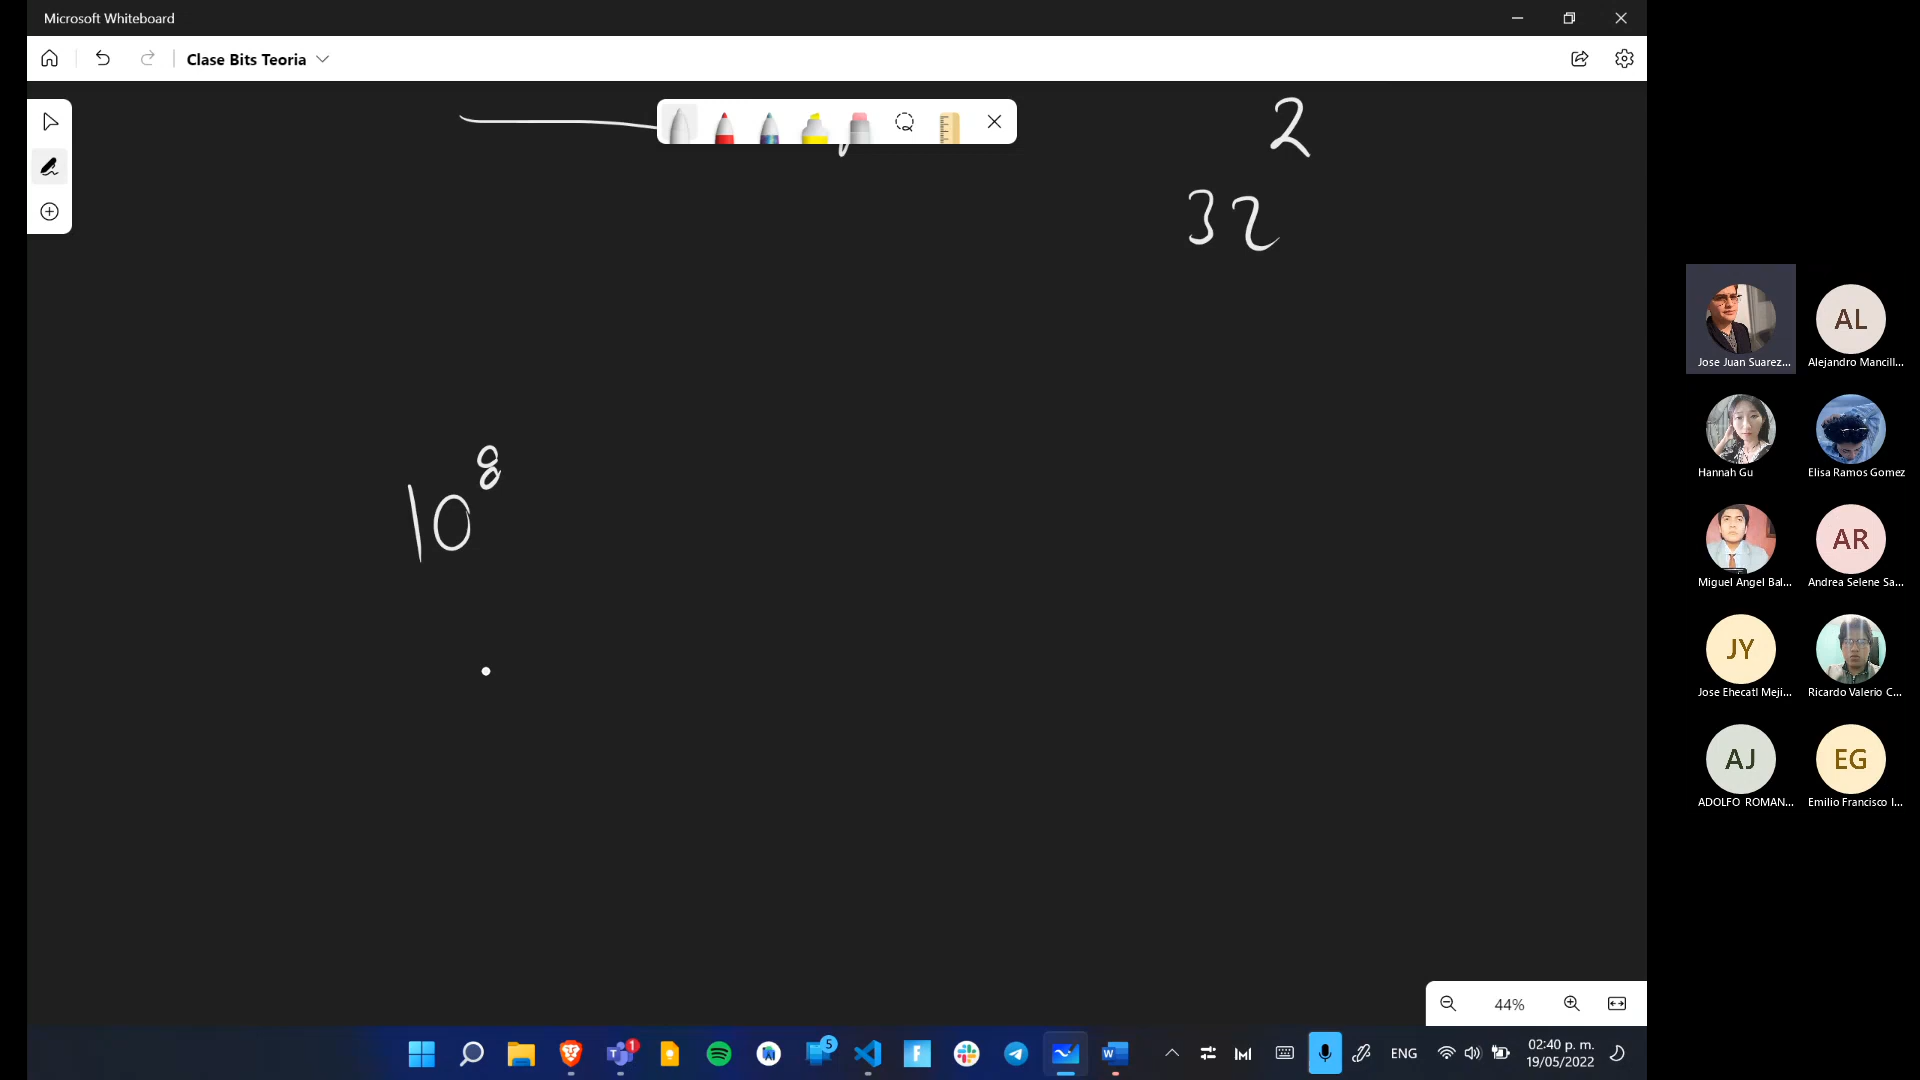 Microsoft Whiteboard
Clase Bits Teoria
2
32
10⁸
Jose Juan Suarez...
AL
Alejandro Mancill...
Hannah Gu
Elisa Ramos Gomez
Miguel Angel Bal...
AR
Andrea Selene Sa...
JY
Jose Ehecatl Meji...
Ricardo Valerio C...
AJ
ADOLFO ROMAN...
EG
Emilio Francisco I...
44%
1
5
ENG
02:40 p. m.
19/05/2022